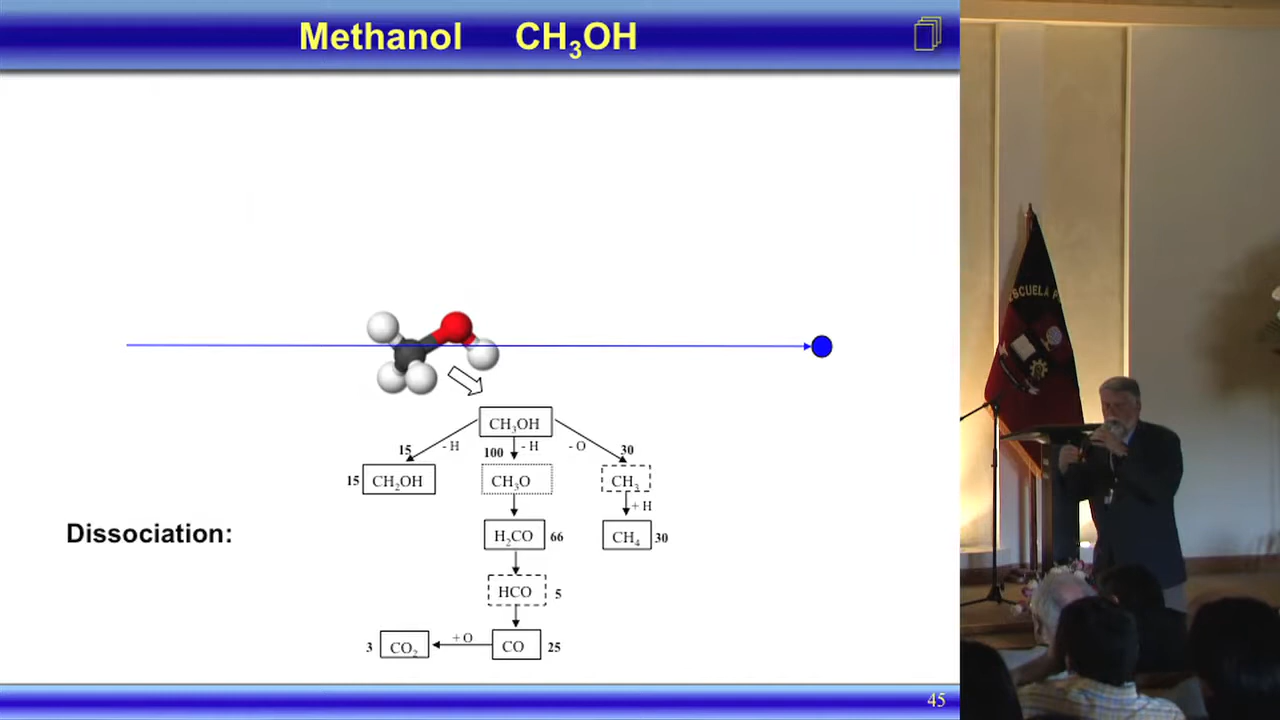 Methanol CH₃OH
CH₃OH
15 - H 100 - H - O 30
15 CH₂OH CH₃O CH₃
+ H
Dissociation: H₂CO 66 CH₄ 30
HCO 5
3 CO₂ + O CO 25
45
ESCUELA P